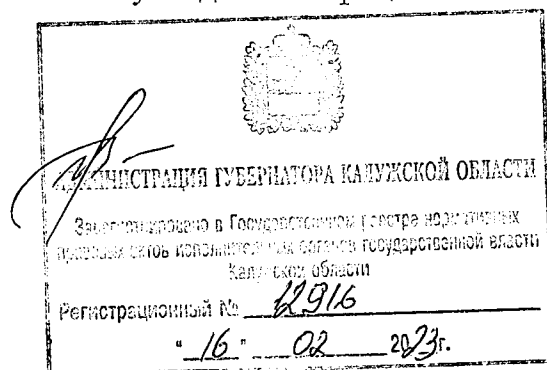 АДМИНИСТРАЦИЯ ГУБЕРНАТОРА КАЛУЖСКОЙ ОБЛАСТИ
Зарегистрировано в Государственном реестре нормативных
правовых актов исполнительных органов государственной власти
Калужской области
Регистрационный № 12916
"16" 02 2023г.